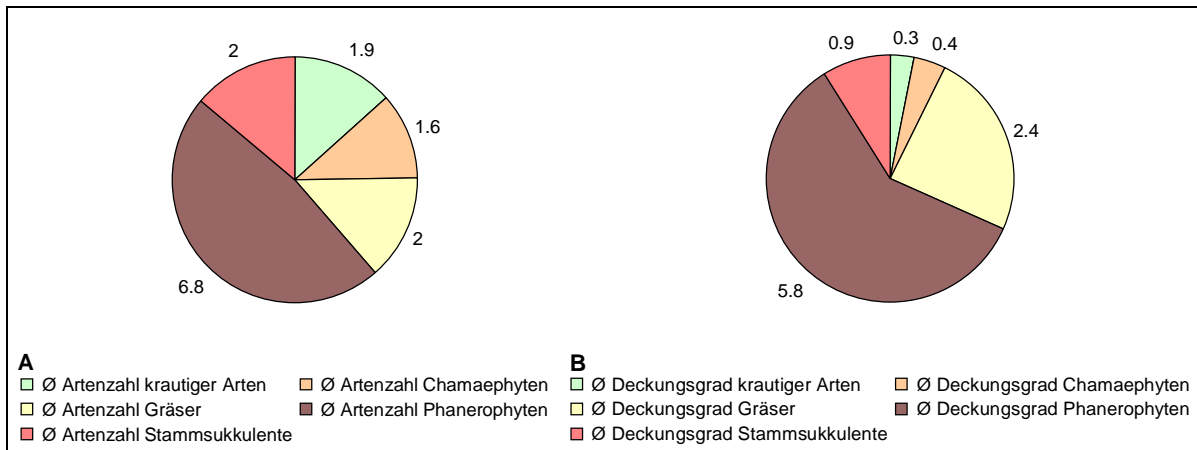 2
1.9
1.6
2
6.8
0.9
0.3
0.4
2.4
5.8
A
Ø Artenzahl krautiger Arten
Ø Artenzahl Chamaephyten
Ø Artenzahl Gräser
Ø Artenzahl Phanerophyten
Ø Artenzahl Stammsukkulente
B
Ø Deckungsgrad krautiger Arten
Ø Deckungsgrad Chamaephyten
Ø Deckungsgrad Gräser
Ø Deckungsgrad Phanerophyten
Ø Deckungsgrad Stammsukkulente